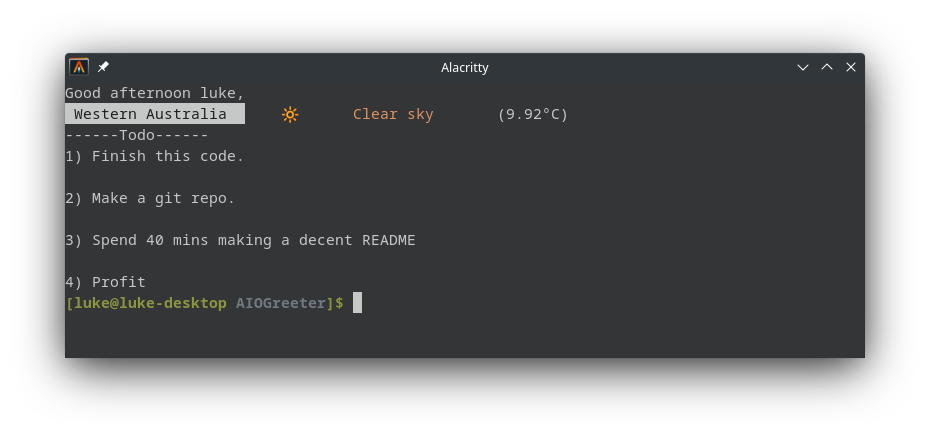 Alacritty
Good afternoon luke,
Western Australia Clear sky (9.92°C)
------Todo------
1) Finish this code.
2) Make a git repo.
3) Spend 40 mins making a decent README
4) Profit
[luke@luke-desktop AIOGreeter]$